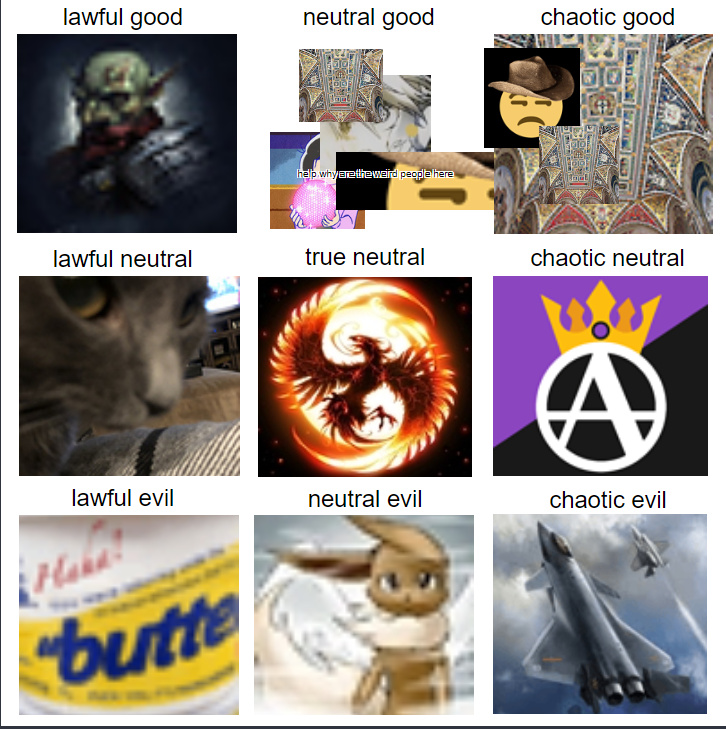 lawful good
neutral good
chaotic good
help why are the weird people here
lawful neutral
true neutral
chaotic neutral
A
lawful evil
neutral evil
chaotic evil
Haha!
"butte